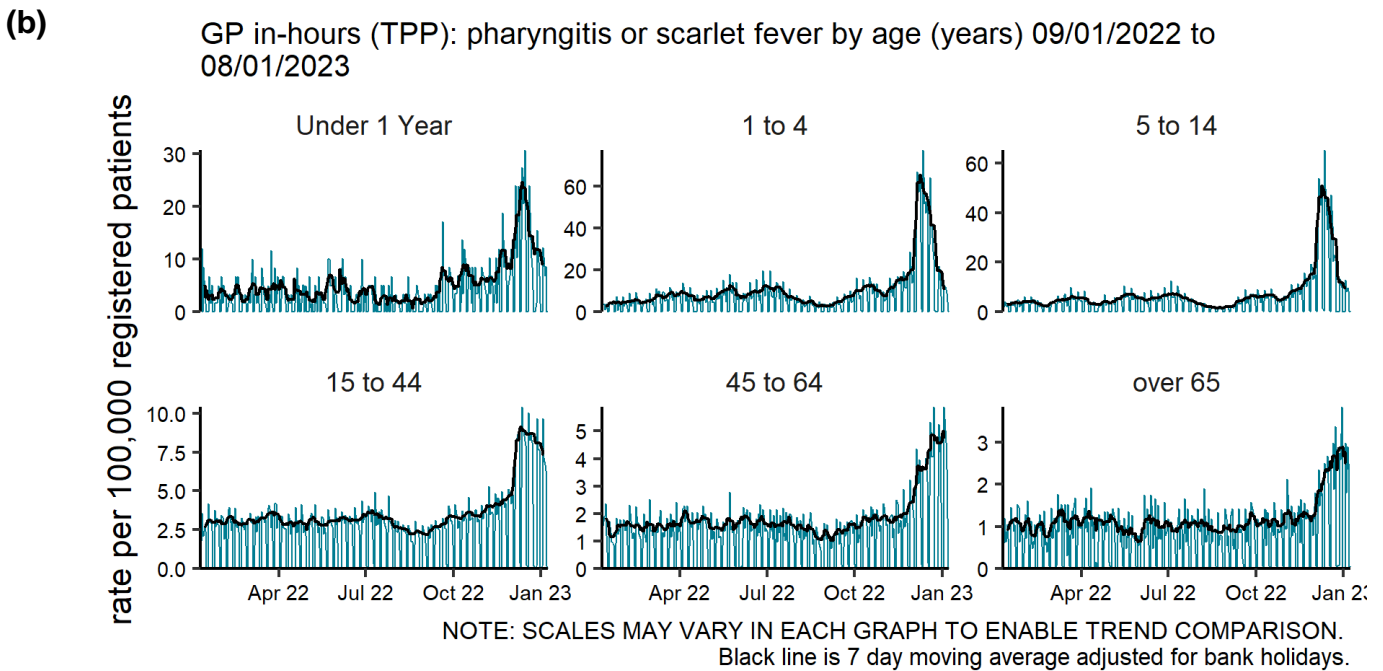 (b)
GP in-hours (TPP): pharyngitis or scarlet fever by age (years) 09/01/2022 to
08/01/2023
rate per 100,000 registered patients
Under 1 Year
30
20
10
0
1 to 4
60
40
20
0
5 to 14
60
40
20
0
15 to 44
10.0
7.5
5.0
2.5
0.0
Apr 22 Jul 22 Oct 22 Jan 23
45 to 64
5
4
3
2
1
0
Apr 22 Jul 22 Oct 22 Jan 23
over 65
3
2
1
0
Apr 22 Jul 22 Oct 22 Jan 2
NOTE: SCALES MAY VARY IN EACH GRAPH TO ENABLE TREND COMPARISON.
Black line is 7 day moving average adjusted for bank holidays.